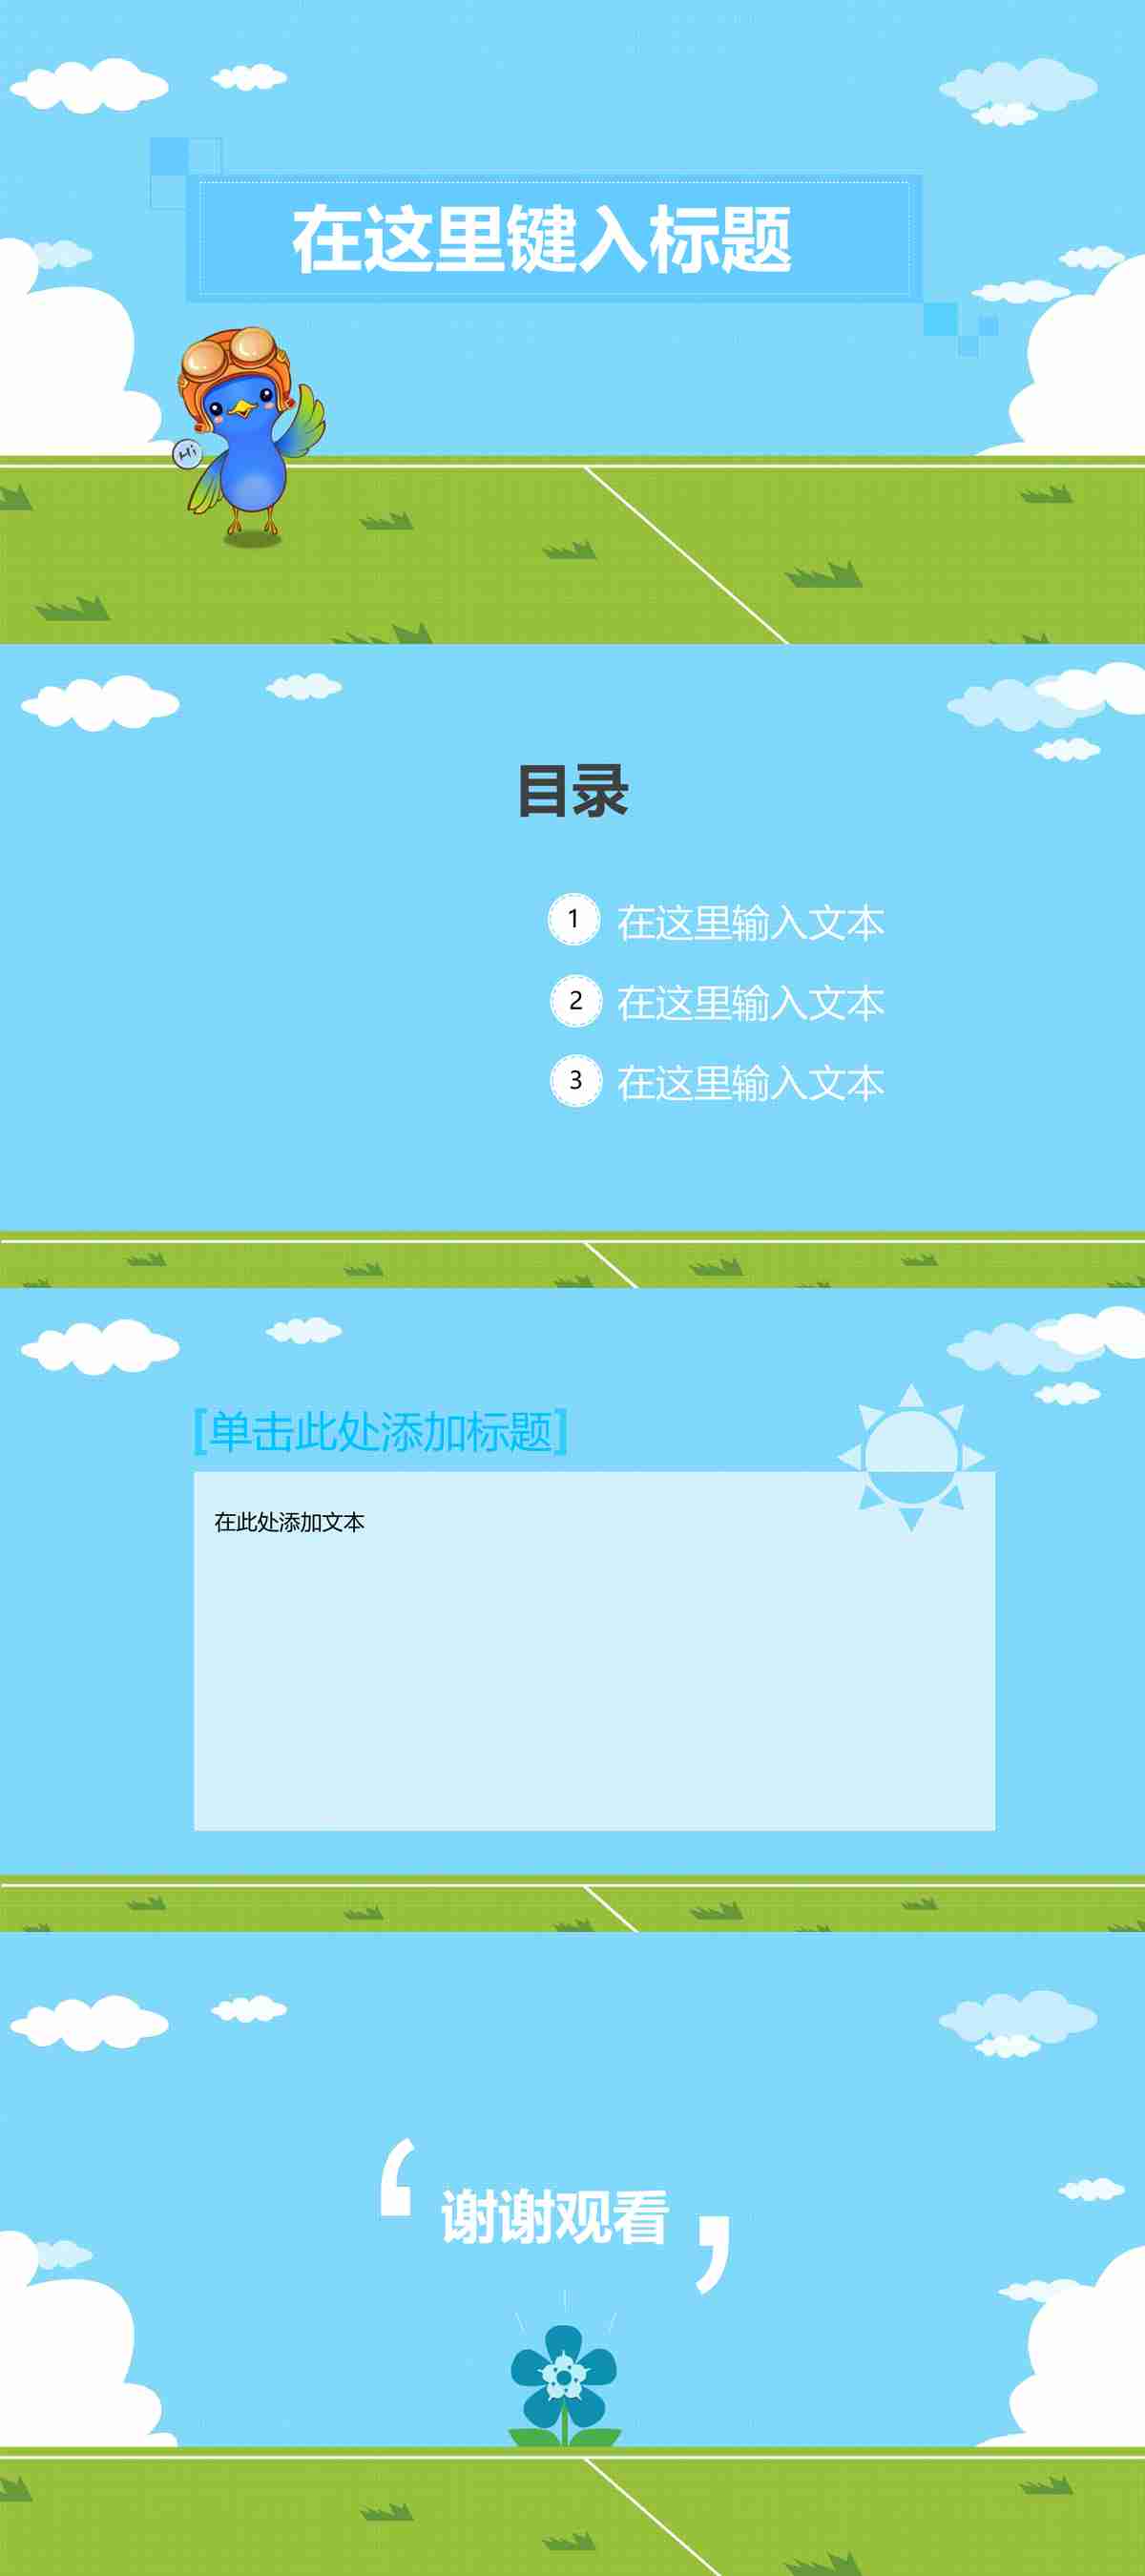 在这里键入标题
Hi
目录
1 在这里输入文本
2 在这里输入文本
3 在这里输入文本
[单击此处添加标题]
在此处添加文本
‘ 谢谢观看 ’